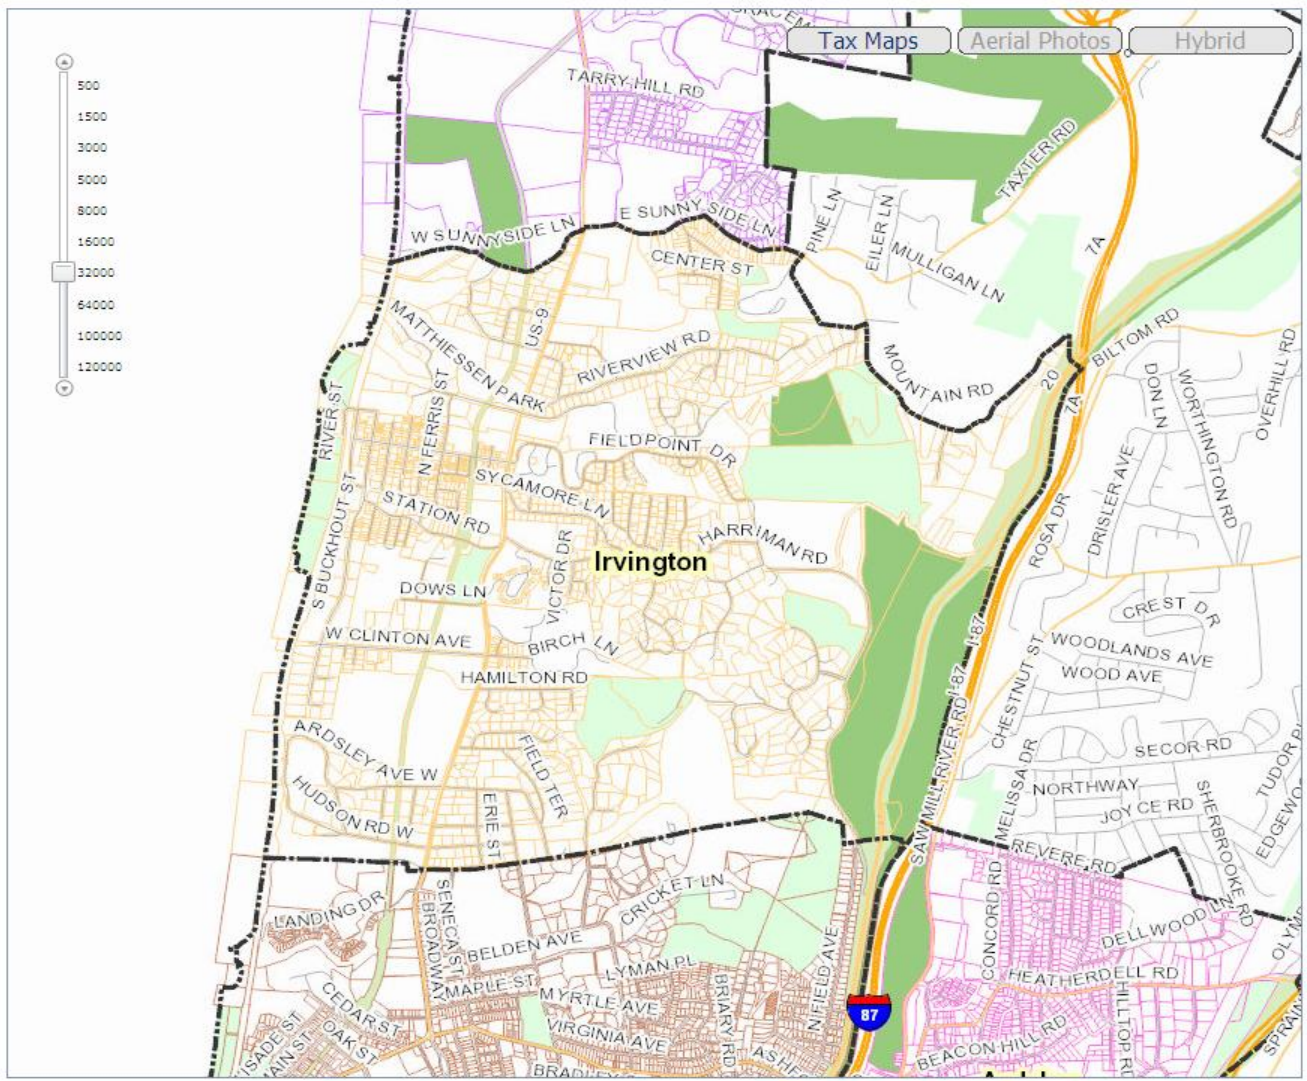 Tax Maps
Aerial Photos
Hybrid
500
1500
3000
5000
8000
16000
32000
64000
100000
120000
TARRY HILL RD
TAXTER RD
W SUNNYSIDE LN
E SUNNY SIDE LN
PINE LN
EILER LN
MULLIGAN LN
7A
CENTER ST
US-9
MATTHIESSEN PARK
RIVERVIEW RD
MOUNTAIN RD
20
BILTOM RD
7A
DON LN
WORTHINGTON RD
OVERHILL RD
RIVER ST
N FERRIS ST
FIELDPOINT DR
SYCAMORE LN
STATION RD
S BUCKHOUT ST
HARRIMAN RD
VICTOR DR
Irvington
ROSA DR
DRISLER AVE
DOWS LN
W CLINTON AVE
BIRCH LN
HAMILTON RD
I-87
I-87
CREST DR
WOODLANDS AVE
WOOD AVE
CHESTNUT ST
SECOR RD
ARDSLEY AVE W
HUDSON RD W
FIELD TER
ERIE ST
SAW MILL RIVER RD
MELISSA DR
NORTHWAY
JOYCE RD
SHERBROOKE RD
REVERE RD
LANDING DR
SENECA ST
BROADWAY
BELDEN AVE
CRICKET LN
LYMAN PL
MAPLE ST
MYRTLE AVE
VIRGINIA AVE
BRIARY RD
N FIELD AVE
CEDAR ST
OAK ST
87
CONCORD RD
DELLWOOD LN
HEATHERDELL RD
HILLTOP RD
BEACON HILL RD